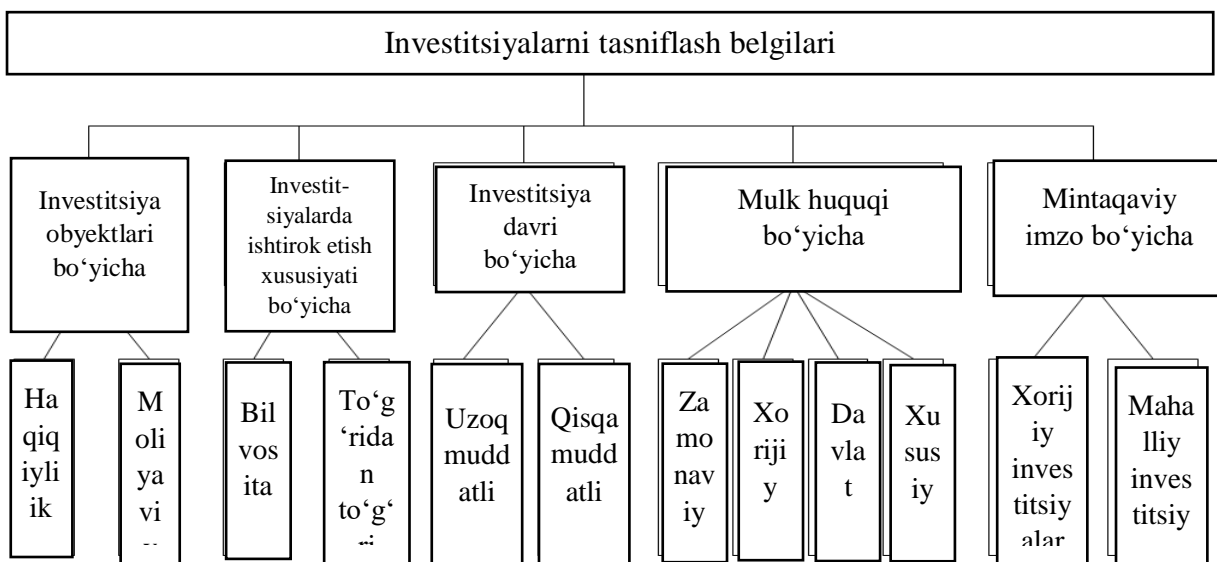 Investitsiyalarni tasniflash belgilari
Investitsiya
obyektlari
bo‘yicha
Investit-
siyalarda
ishtirok etish
xususiyati
bo‘yicha
Investitsiya
davri
bo‘yicha
Mulk huquqi
bo‘yicha
Mintaqaviy
imzo bo‘yicha
Ha
qiq
iyli
ik
M
oli
ya
vi
Bil
vos
ita
To‘g
‘rida
n
to‘g‘
ri
Uzoq
mudd
atli
Qisqa
mudd
atli
Za
mo
nav
iy
Xo
riji
y
Da
vla
t
Xu
sus
iy
Xorij
iy
inves
titsiy
alar
Maha
lliy
inves
titsiy